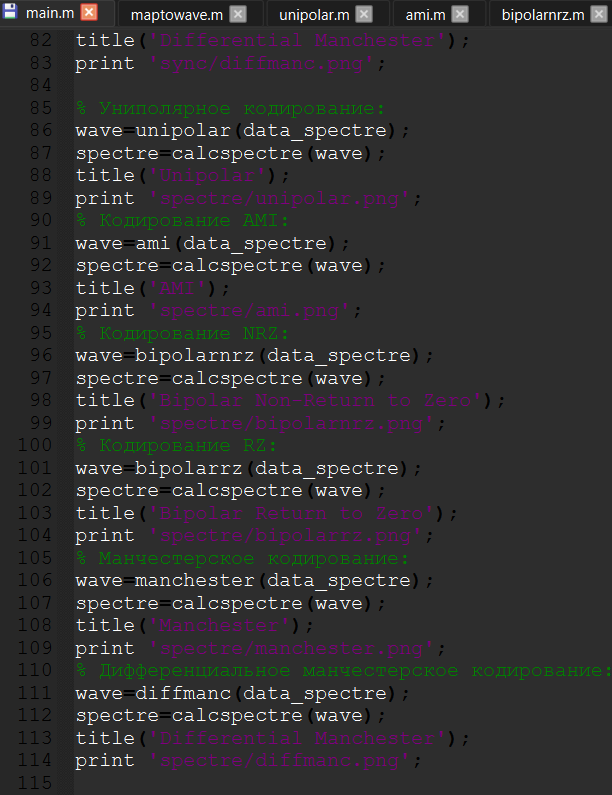 main.m maptowave.m unipolar.m ami.m bipolarnrz.m
82 title('Differential Manchester');
83 print 'sync/diffmanc.png';
84
85 % Униполярное кодирование:
86 wave=unipolar(data_spectre);
87 spectre=calcspectre(wave);
88 title('Unipolar');
89 print 'spectre/unipolar.png';
90 % Кодирование AMI:
91 wave=ami(data_spectre);
92 spectre=calcspectre(wave);
93 title('AMI');
94 print 'spectre/ami.png';
95 % Кодирование NRZ:
96 wave=bipolarnrz(data_spectre);
97 spectre=calcspectre(wave);
98 title('Bipolar Non-Return to Zero');
99 print 'spectre/bipolarnrz.png';
100 % Кодирование RZ:
101 wave=bipolarrz(data_spectre);
102 spectre=calcspectre(wave);
103 title('Bipolar Return to Zero');
104 print 'spectre/bipolarrz.png';
105 % Манчестерское кодирование:
106 wave=manchester(data_spectre);
107 spectre=calcspectre(wave);
108 title('Manchester');
109 print 'spectre/manchester.png';
110 % Дифференциальное манчестерское кодирование:
111 wave=diffmanc(data_spectre);
112 spectre=calcspectre(wave);
113 title('Differential Manchester');
114 print 'spectre/diffmanc.png';
115